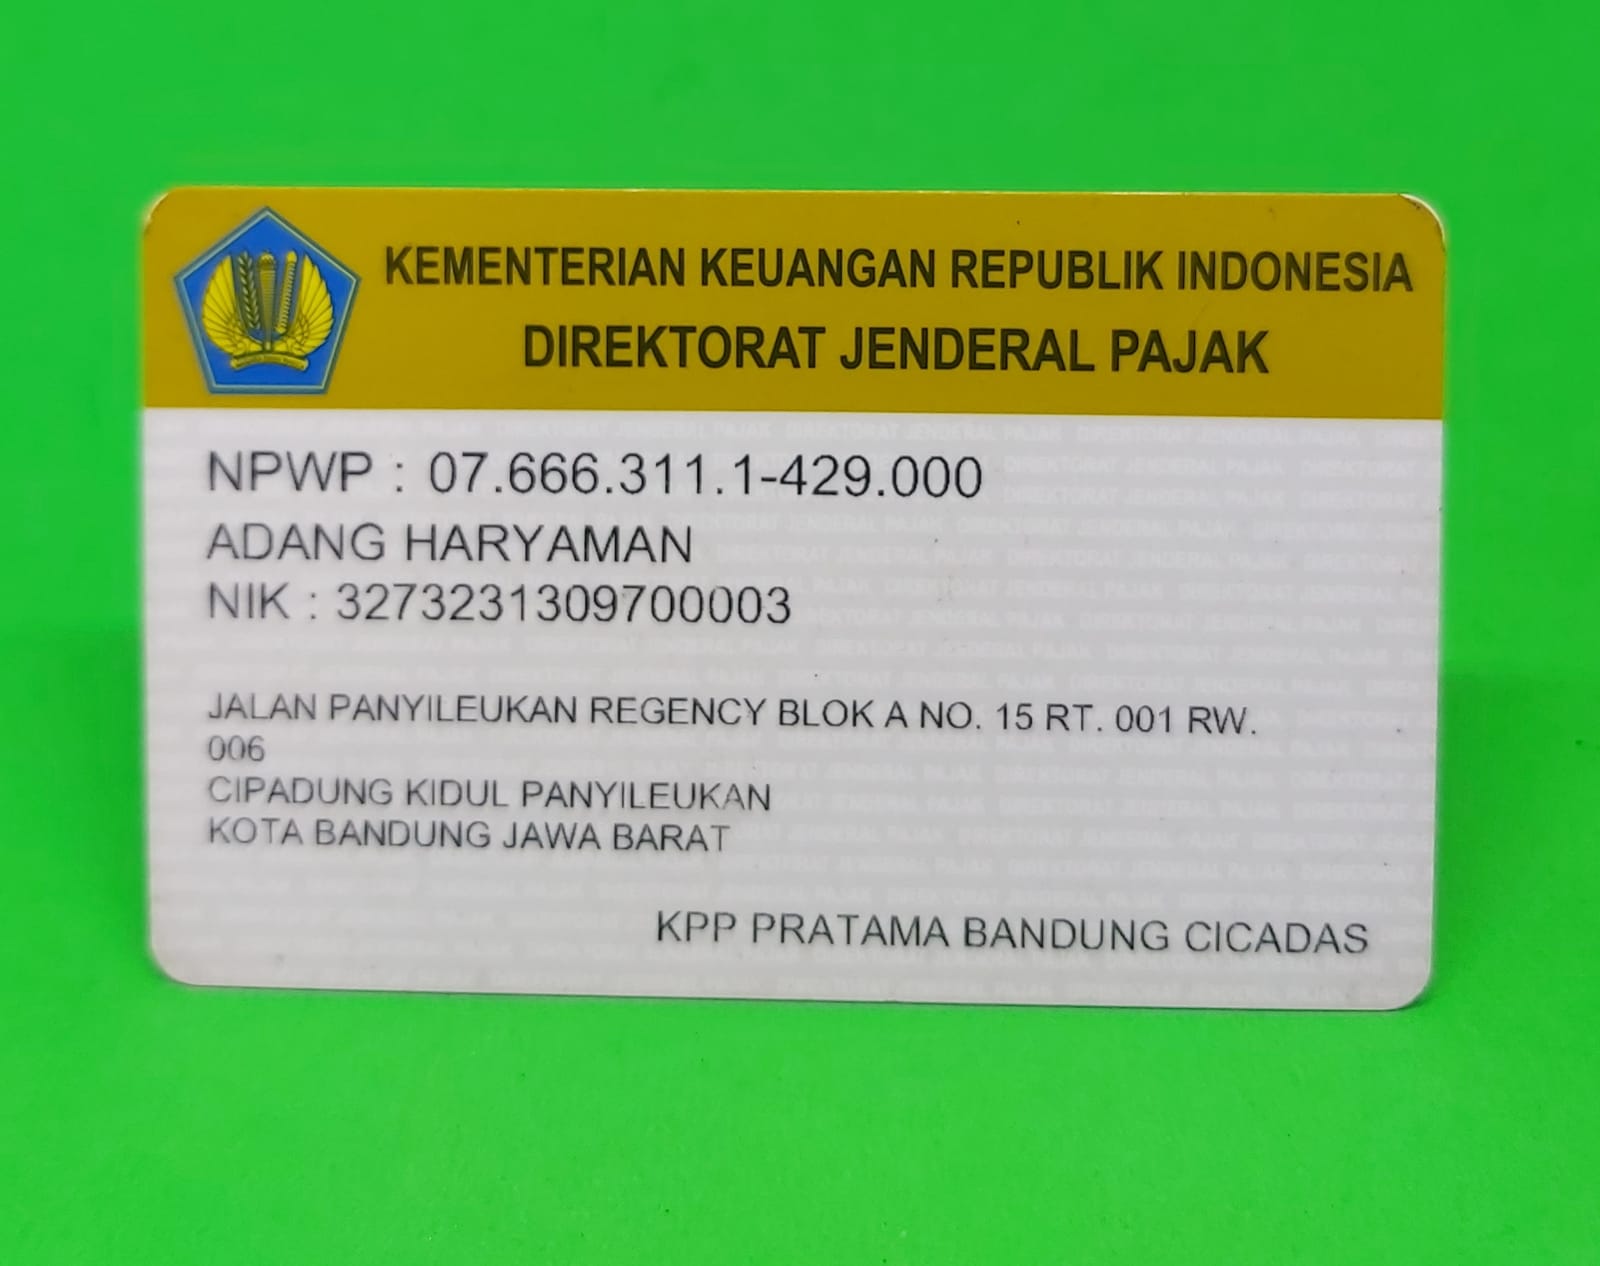 KEMENTERIAN KEUANGAN REPUBLIK INDONESIA
DIREKTORAT JENDERAL PAJAK
NPWP : 07.666.311.1-429.000
ADANG HARYAMAN
NIK : 3273231309700003
JALAN PANYILEUKAN REGENCY BLOK A NO. 15 RT. 001 RW.
006
CIPADUNG KIDUL PANYILEUKAN
KOTA BANDUNG JAWA BARAT
KPP PRATAMA BANDUNG CICADAS